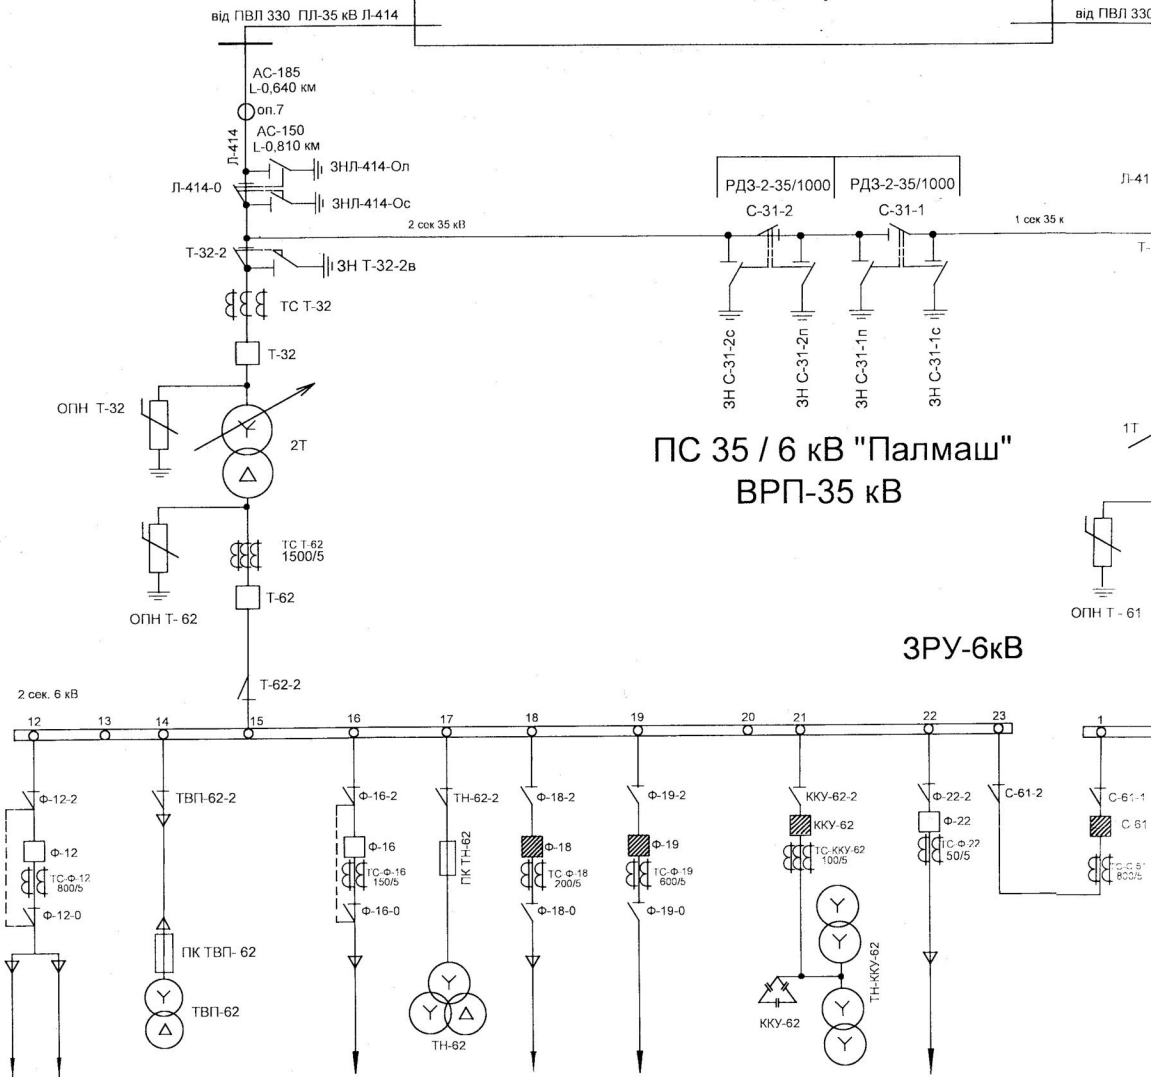 від ПВЛ 330 ПЛ-35 кВ Л-414
від ПВЛ 330
АС-185
L-0,640 км
оп.7
АС-150
L-0,810 км
Л-414
ЗНЛ-414-Ол
Л-414-0
ЗНЛ-414-Ос
РДЗ-2-35/1000
РДЗ-2-35/1000
Л-41
С-31-2
С-31-1
2 сек 35 кВ
1 сек 35 к
Т-32-2
ЗН Т-32-2в
Т-
ТС Т-32
Т-32
ЗН С-31-2с
ЗН С-31-2п
ЗН С-31-1п
ЗН С-31-1с
ОПН Т-32
2Т
1Т
ПС 35 / 6 кВ "Палмаш"
ВРП-35 кВ
ТС Т-62
1500/5
Т-62
ОПН Т- 62
ОПН Т - 61
ЗРУ-6кВ
Т-62-2
2 сек. 6 кВ
12
13
14
15
16
17
18
19
20
21
22
23
1
Ф-12-2
ТВП-62-2
Ф-16-2
ТН-62-2
Ф-18-2
Ф-19-2
ККУ-62-2
Ф-22-2
С-61-2
С-61-1
Ф-12
Ф-16
ПК ТН-62
Ф-18
Ф-19
ККУ-62
Ф-22
С 61
ТС-Ф-12
800/5
ТС-Ф-16
150/5
ТС Ф-18
200/5
ТС-Ф-19
600/5
ТС-ККУ-62
100/5
ТС-Ф-22
50/5
800/5
Ф-12-0
Ф-16-0
Ф-18-0
Ф-19-0
ПК ТВП- 62
ТВП-62
ТН-62
ККУ-62
ТН-ККУ-62